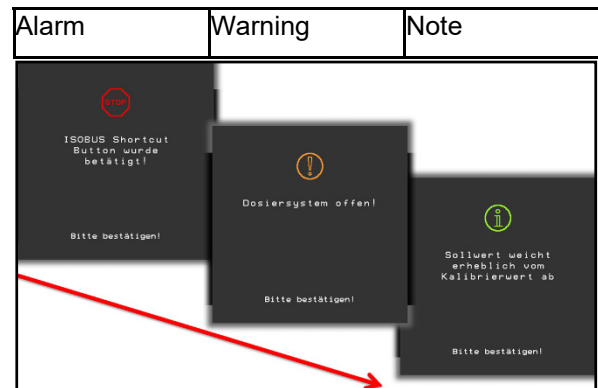 Alarm
Warning
Note
STOP
ISOBUS Shortcut
Button wurde
betätigt!
Bitte bestätigen!
!
Dosiersystem offen!
Bitte bestätigen!
i
Sollwert weicht
erheblich vom
Kalibrierwert ab
Bitte bestätigen!